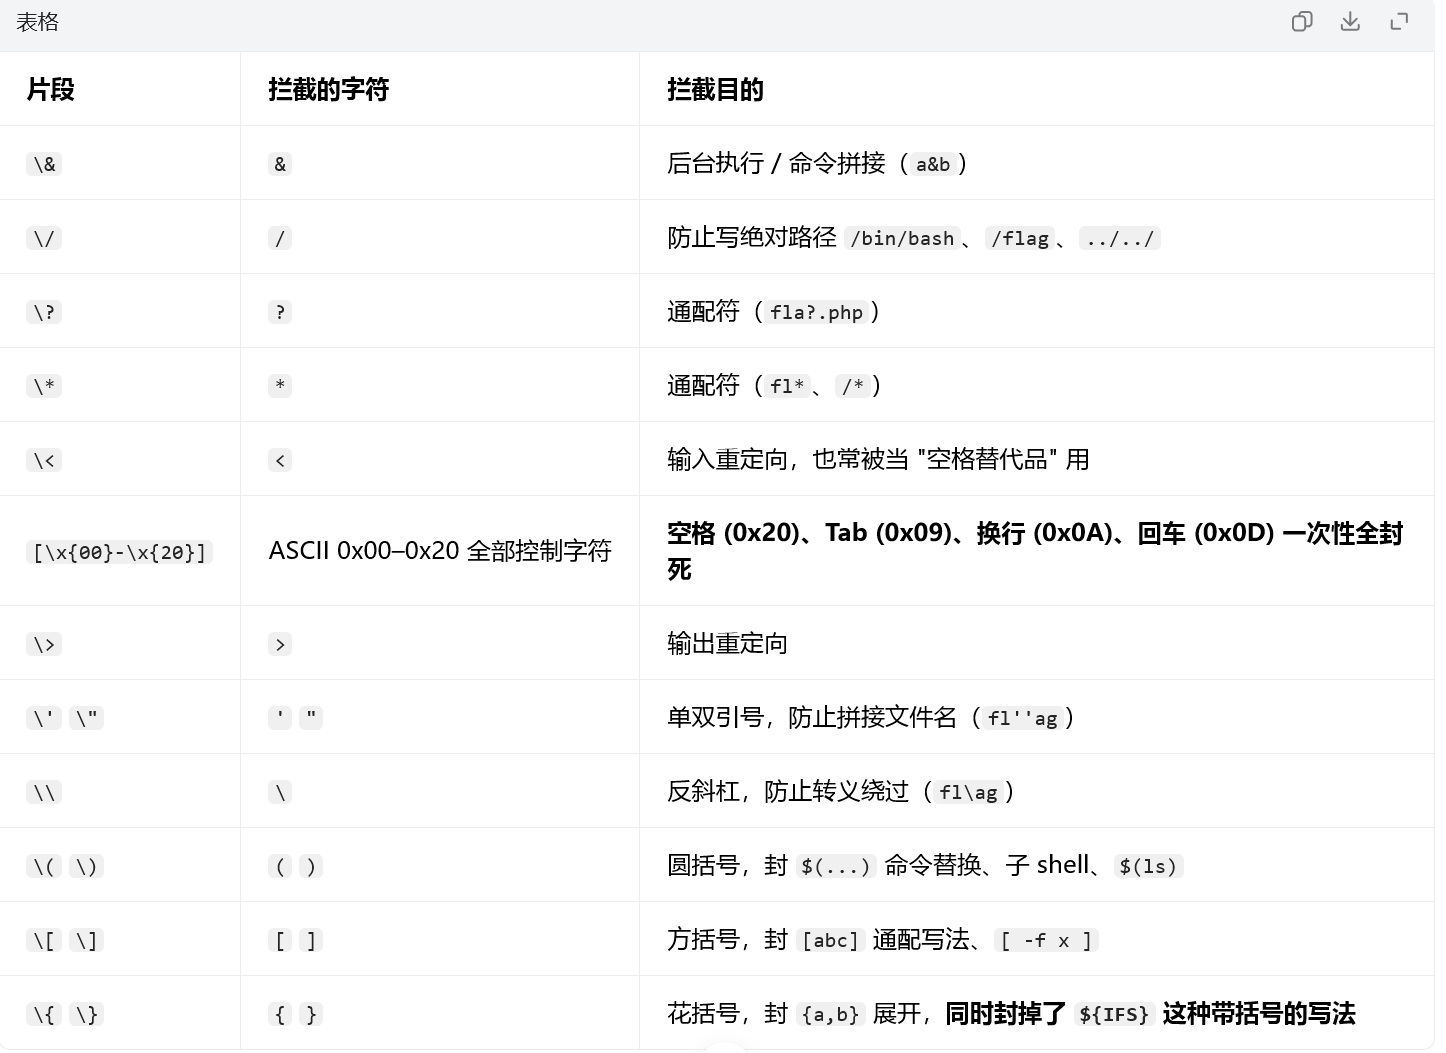 表格
片段 拦截的字符 拦截目的
\& & 后台执行 / 命令拼接（a&b）
\/ / 防止写绝对路径 /bin/bash、/flag、../../
\? ? 通配符（fla?.php）
\* * 通配符（fl*、/*）
\< < 输入重定向，也常被当 "空格替代品" 用
[\x{00}-\x{20}] ASCII 0x00–0x20 全部控制字符 空格 (0x20)、Tab (0x09)、换行 (0x0A)、回车 (0x0D) 一次性全封
死
\> > 输出重定向
\' \" ' " 单双引号，防止拼接文件名（fl''ag）
\\ \ 反斜杠，防止转义绕过（fl\ag）
\( \) ( ) 圆括号，封 $(...) 命令替换、子 shell、$(ls)
\[ \] [ ] 方括号，封 [abc] 通配写法、[ -f x ]
\{ \} { } 花括号，封 {a,b} 展开，同时封掉了 ${IFS} 这种带括号的写法